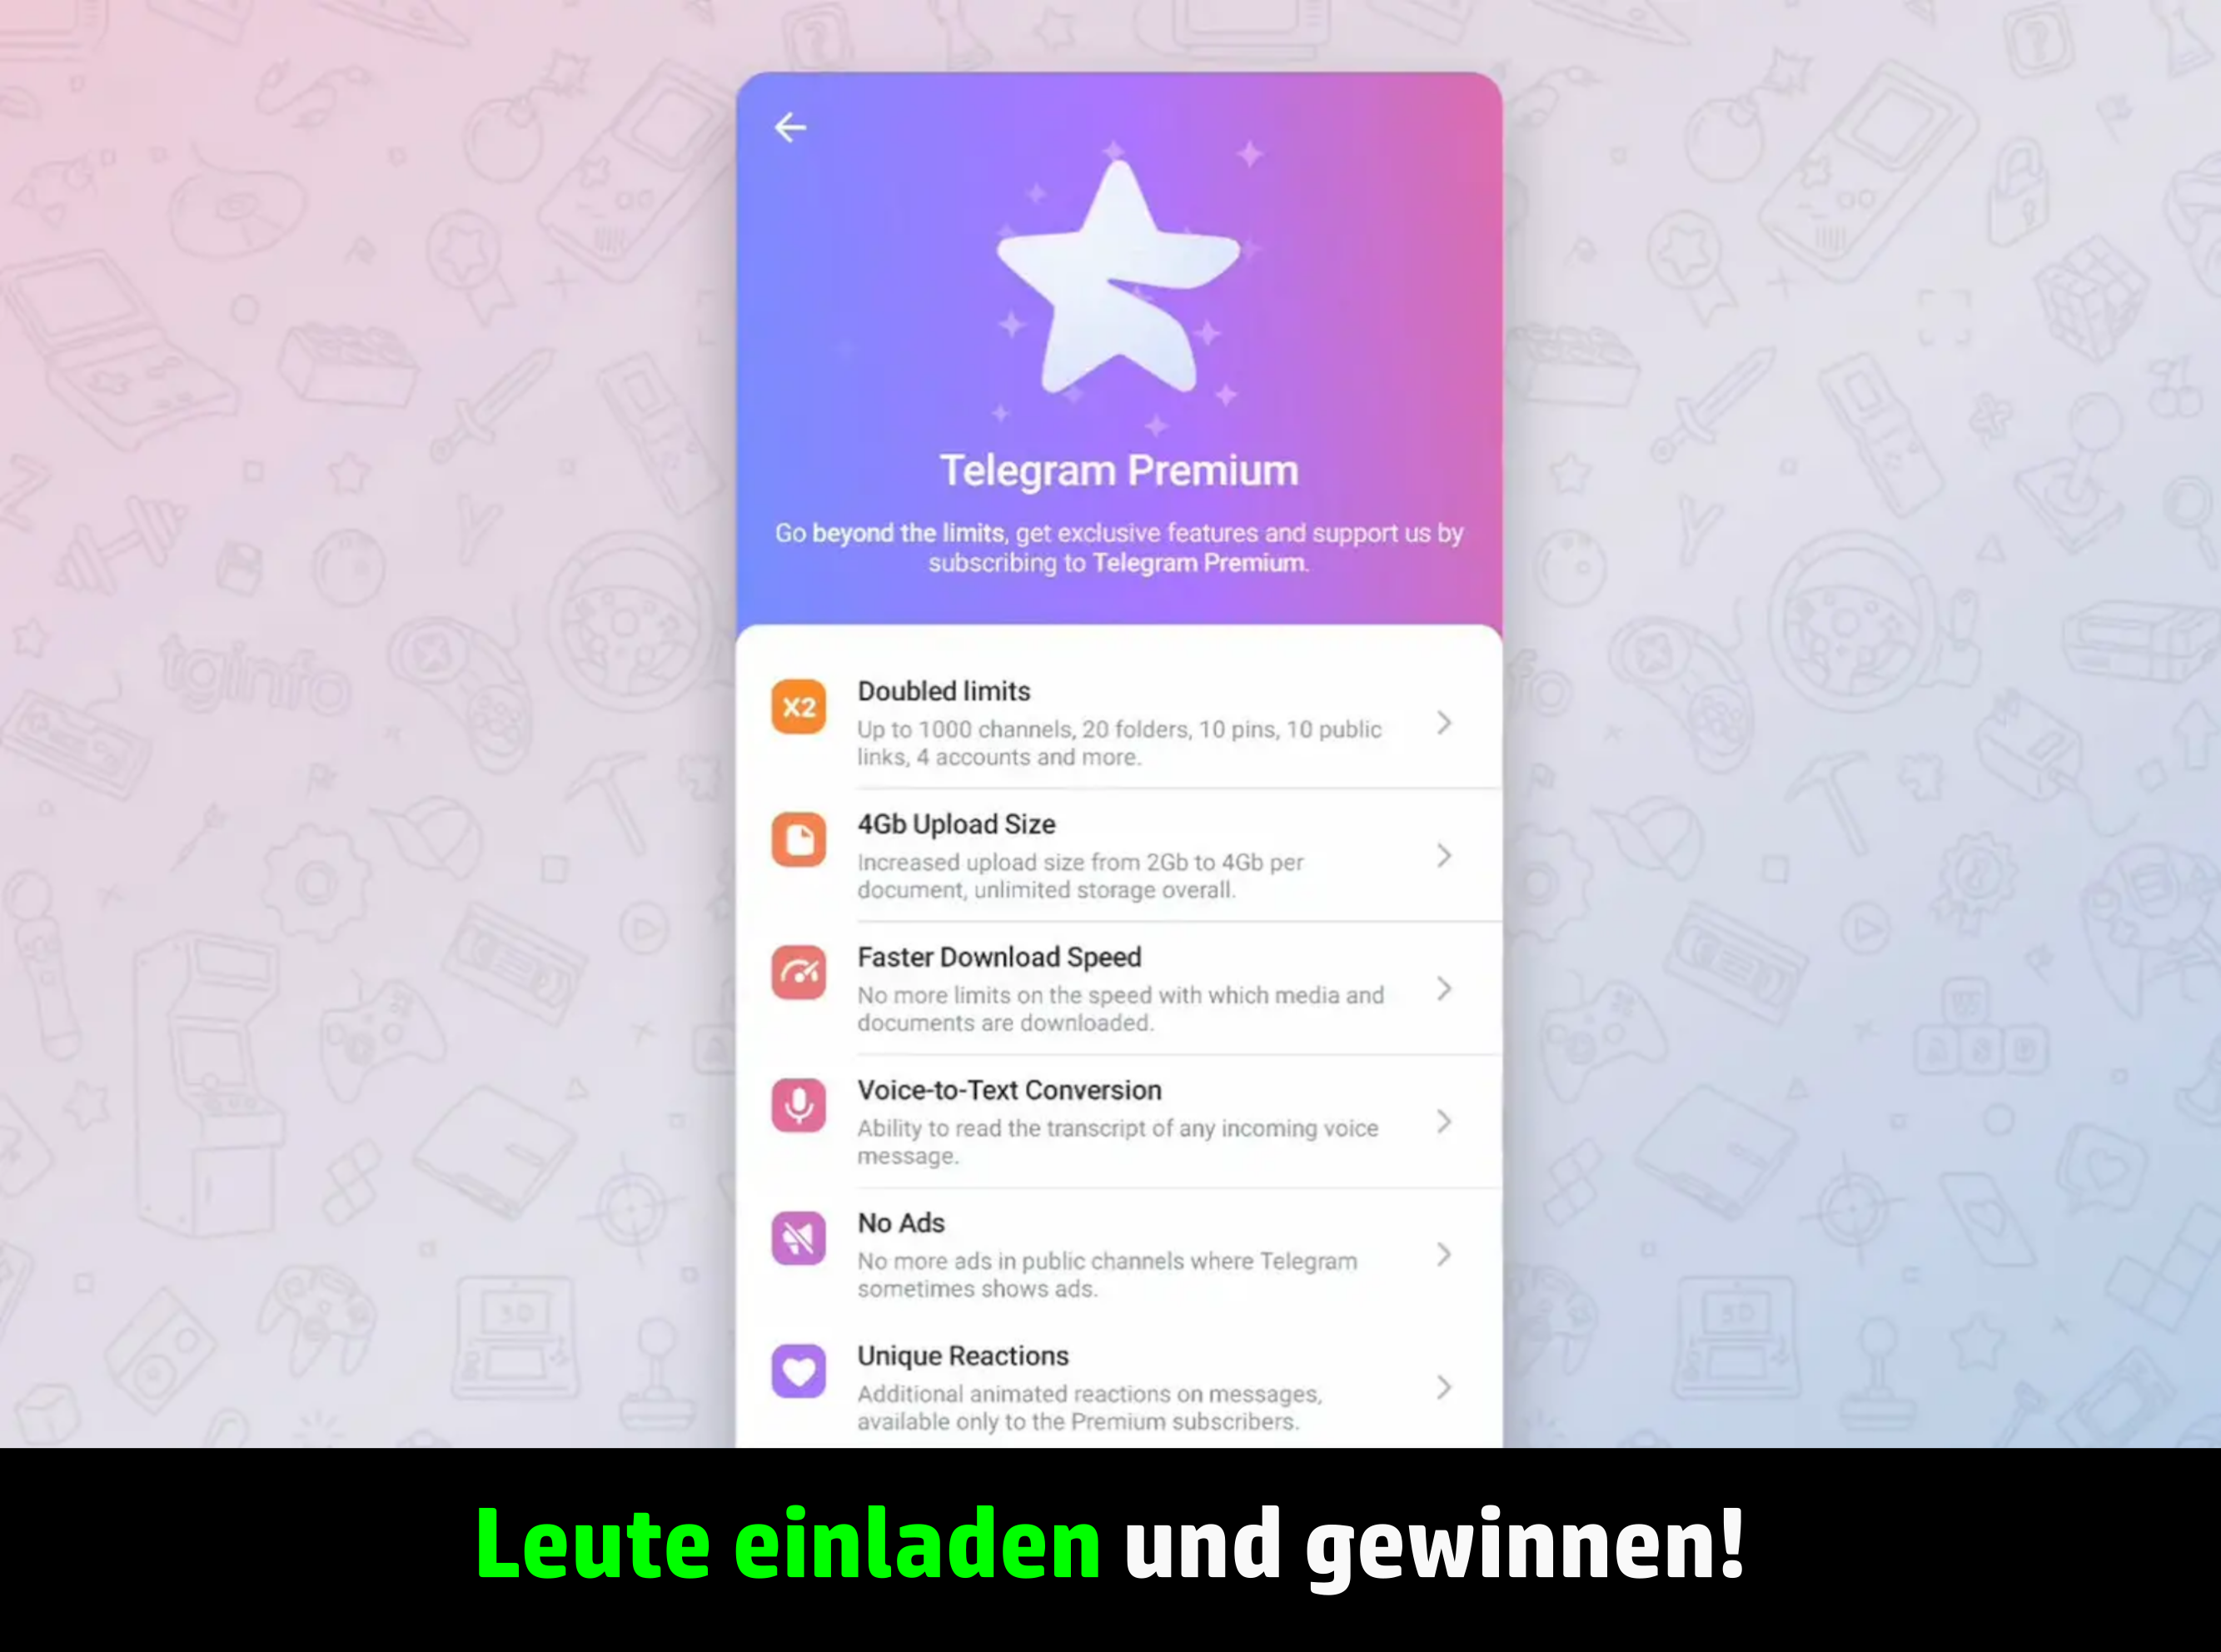 Telegram Premium
Go beyond the limits, get exclusive features and support us by
subscribing to Telegram Premium.
X2
Doubled limits
Up to 1000 channels, 20 folders, 10 pins, 10 public
links, 4 accounts and more.
4Gb Upload Size
Increased upload size from 2Gb to 4Gb per
document, unlimited storage overall.
Faster Download Speed
No more limits on the speed with which media and
documents are downloaded.
Voice-to-Text Conversion
Ability to read the transcript of any incoming voice
message.
No Ads
No more ads in public channels where Telegram
sometimes shows ads.
Unique Reactions
Additional animated reactions on messages,
available only to the Premium subscribers.
tginfo
Leute einladen und gewinnen!